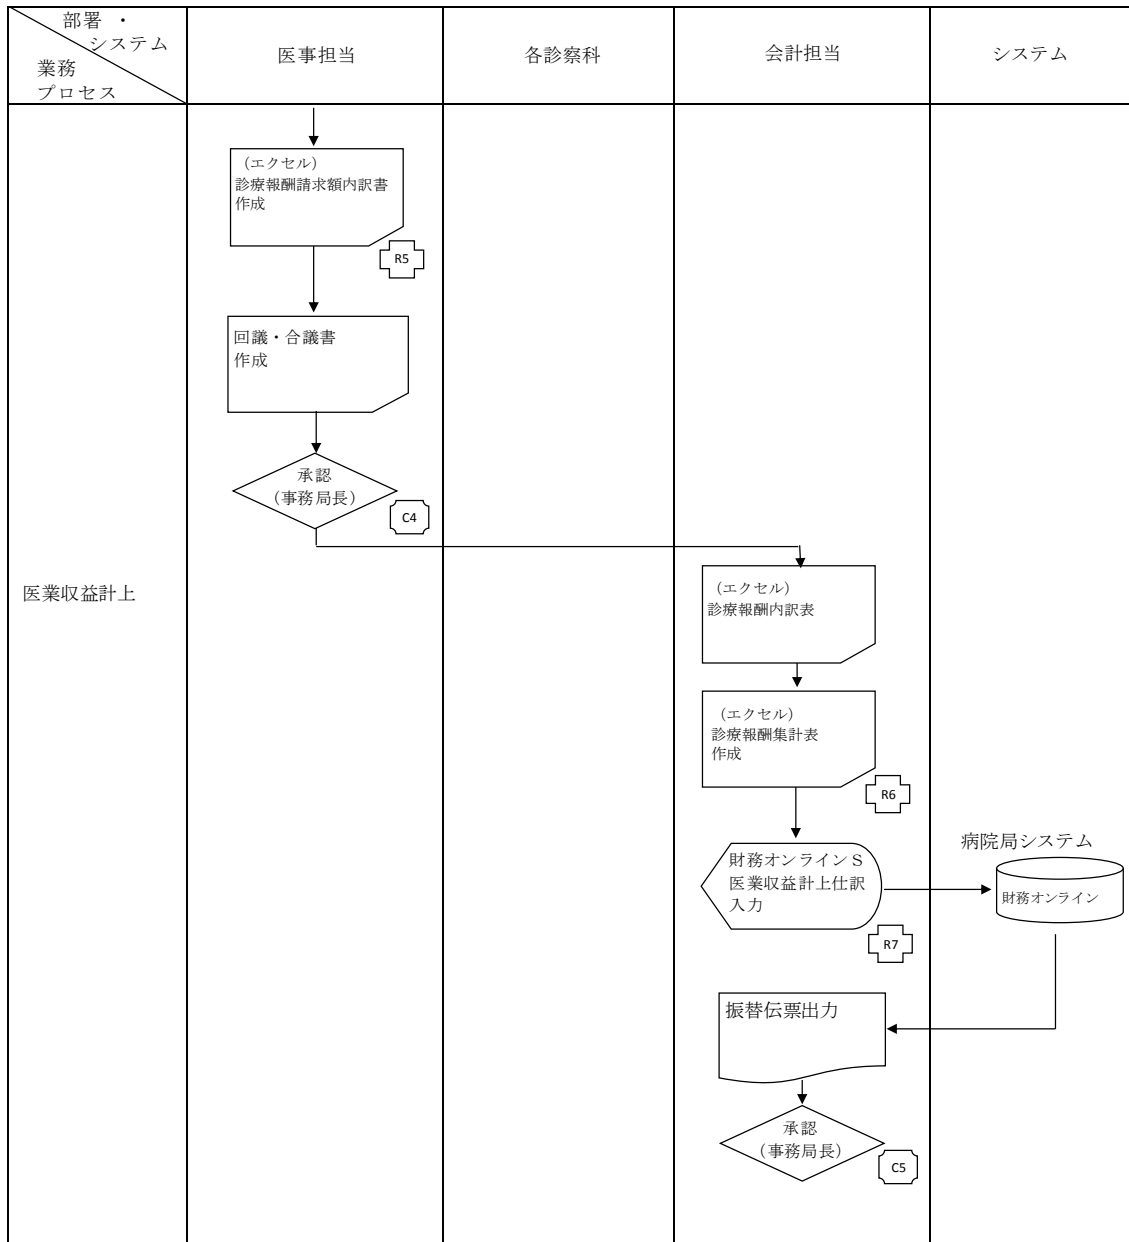 部署 ・
システム
業務
プロセス
医事担当
各診察科
会計担当
システム
（エクセル）
診療報酬請求額内訳書
作成
R5
回議・合議書
作成
承認
（事務局長）
C4
医業収益計上
（エクセル）
診療報酬内訳表
（エクセル）
診療報酬集計表
作成
R6
財務オンラインＳ
医業収益計上仕訳
入力
R7
病院局システム
財務オンライン
振替伝票出力
承認
（事務局長）
C5